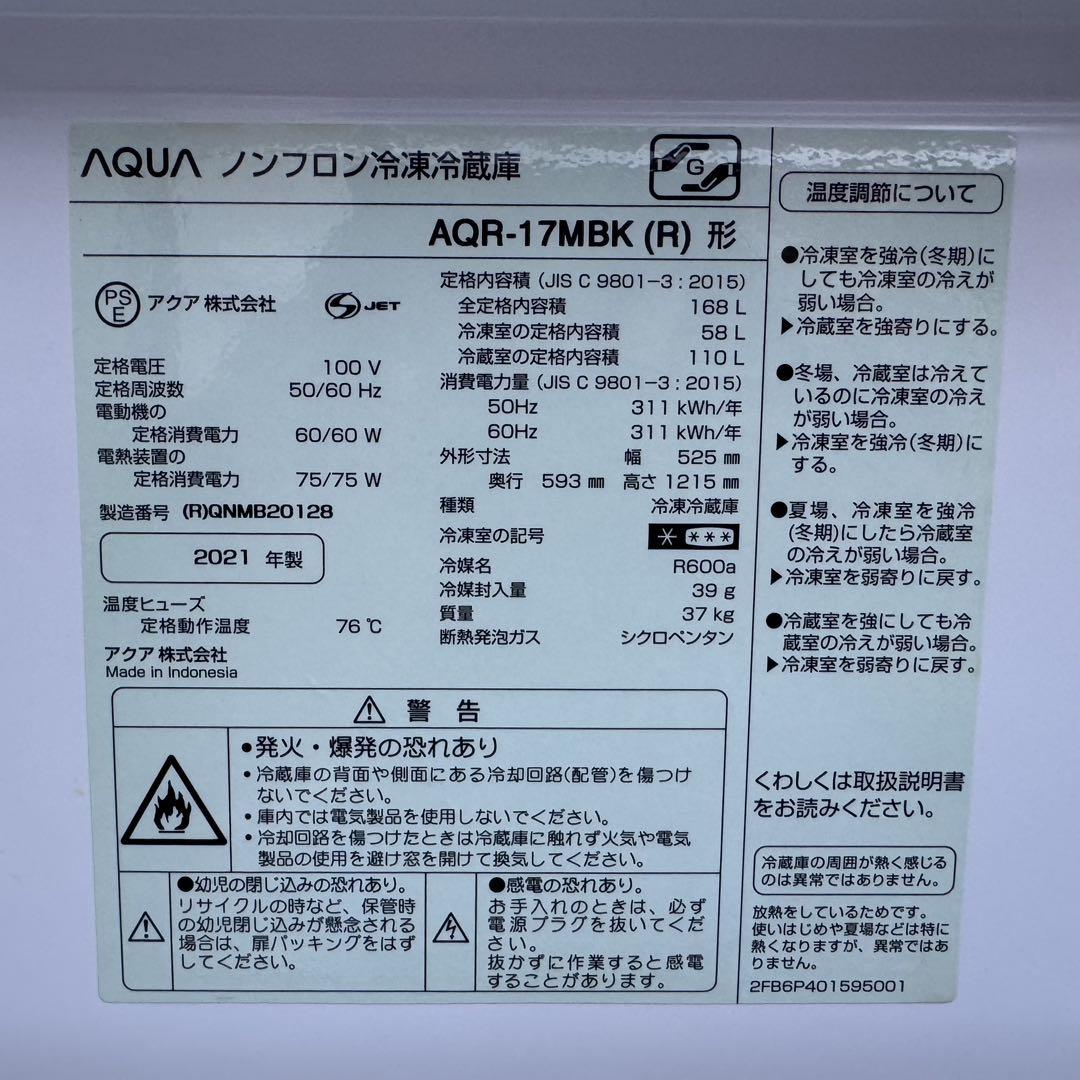 AQUA ノンフロン冷凍冷蔵庫
G
AQR-17MBK (R) 形
PS
E
アクア 株式会社
S JET
定格電圧 100 V
定格周波数 50/60 Hz
電動機の
定格消費電力 60/60 W
電熱装置の
定格消費電力 75/75 W
製造番号 (R)QNMB20128
2021 年製
温度ヒューズ
定格動作温度 76 ℃
アクア 株式会社
Made in Indonesia
定格内容積 (JIS C 9801-3 : 2015)
全定格内容積 168 L
冷凍室の定格内容積 58 L
冷蔵室の定格内容積 110 L
消費電力量 (JIS C 9801-3 : 2015)
50Hz 311 kWh/年
60Hz 311 kWh/年
外形寸法 幅 525 ㎜
奥行 593 ㎜ 高さ 1215 ㎜
種類 冷凍冷蔵庫
冷凍室の記号 * ***
冷媒名 R600a
冷媒封入量 39 g
質量 37 kg
断熱発泡ガス シクロペンタン
⚠ 警 告
●発火・爆発の恐れあり
・冷蔵庫の背面や側面にある冷却回路(配管)を傷つけ
ないでください。
・庫内では電気製品を使用しないでください。
・冷却回路を傷つけたときは冷蔵庫に触れず火気や電気
製品の使用を避け窓を開けて換気してください。
●幼児の閉じ込みの恐れあり。
リサイクルの時など、保管時
の幼児閉じ込みが懸念される
場合は、扉パッキングをはず
してください。
●感電の恐れあり。
お手入れのときは、必ず
電源プラグを抜いてくだ
さい。
抜かずに作業すると感電
することがあります。
温度調節について
●冷凍室を強冷(冬期)に
しても冷凍室の冷えが
弱い場合。
▶冷蔵室を強寄りにする。
●冬場、冷蔵室は冷えて
いるのに冷凍室の冷え
が弱い場合。
▶冷凍室を強冷(冬期)に
する。
●夏場、冷凍室を強冷
(冬期)にしたら冷蔵室
の冷えが弱い場合。
▶冷凍室を弱寄りに戻す。
●冷蔵室を強にしても冷
蔵室の冷えが弱い場合。
▶冷凍室を弱寄りに戻す。
くわしくは取扱説明書
をお読みください。
冷蔵庫の周囲が熱く感じる
のは異常ではありません。
放熱をしているためです。
使いはじめや夏場などは特に
熱くなりますが、異常ではあ
りません。
2FB6P401595001